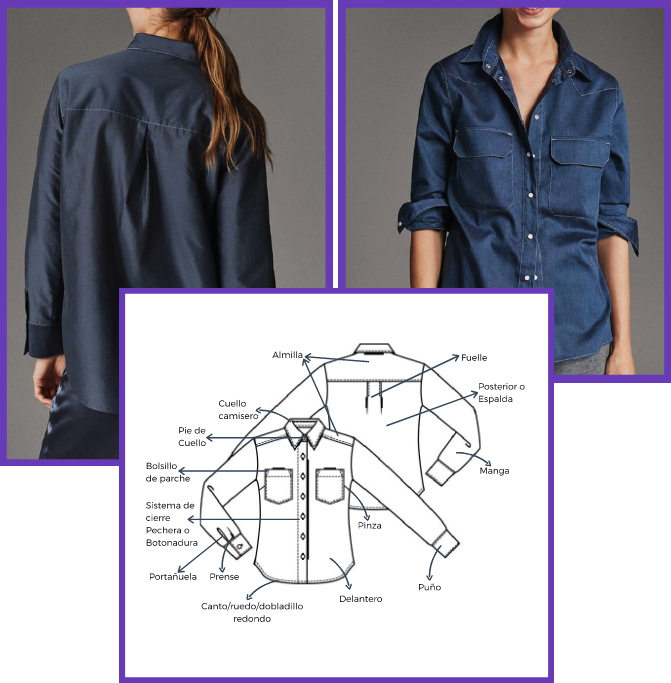 Almilla
Fuelle
Posterior o
Espalda
Cuello
camisero
Pie de
Cuello
Bolsillo
de parche
Manga
Sistema de
cierre
Pechera o
Botonadura
Pinza
Portañuela
Prense
Puño
Delantero
Canto/ruedo/dobladillo
redondo